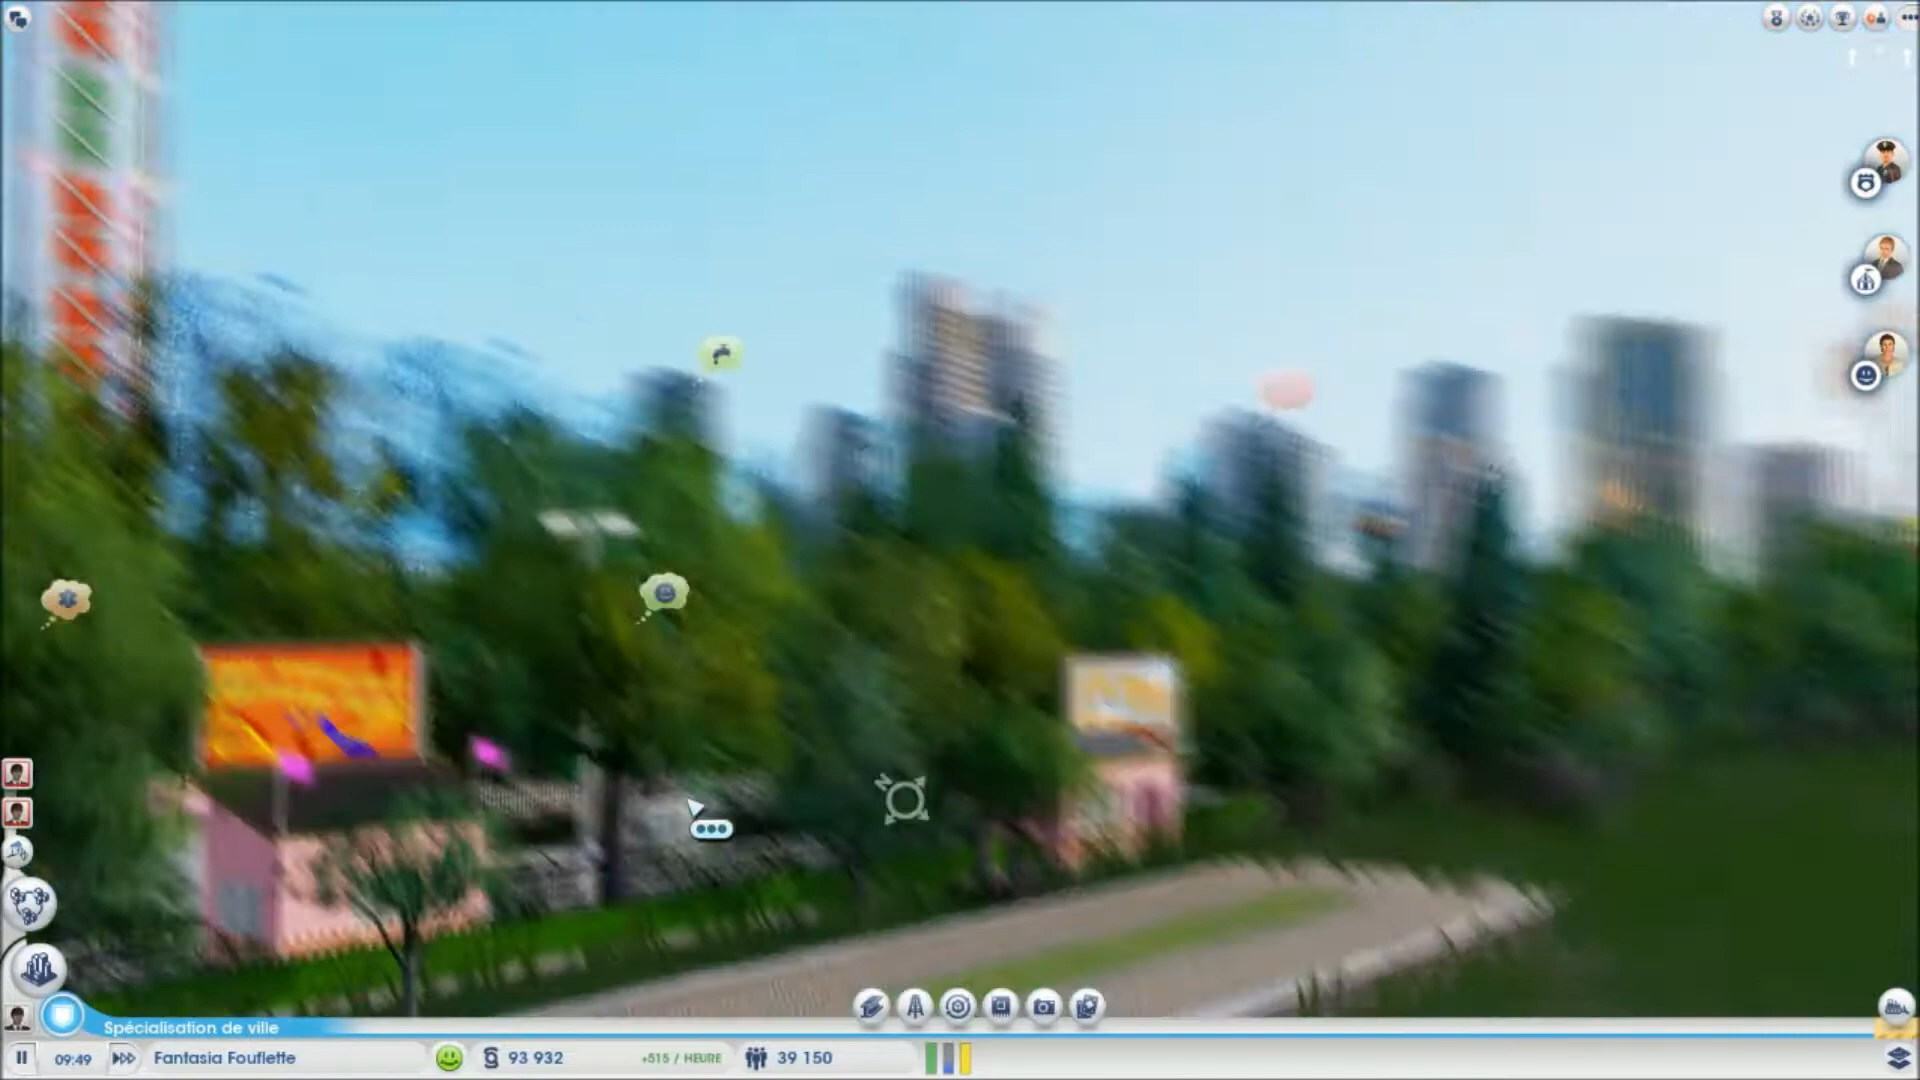 N
Spécialisation de ville
09:49
Fantasia Fouflette
93 932
+515 / HEURE
39 150